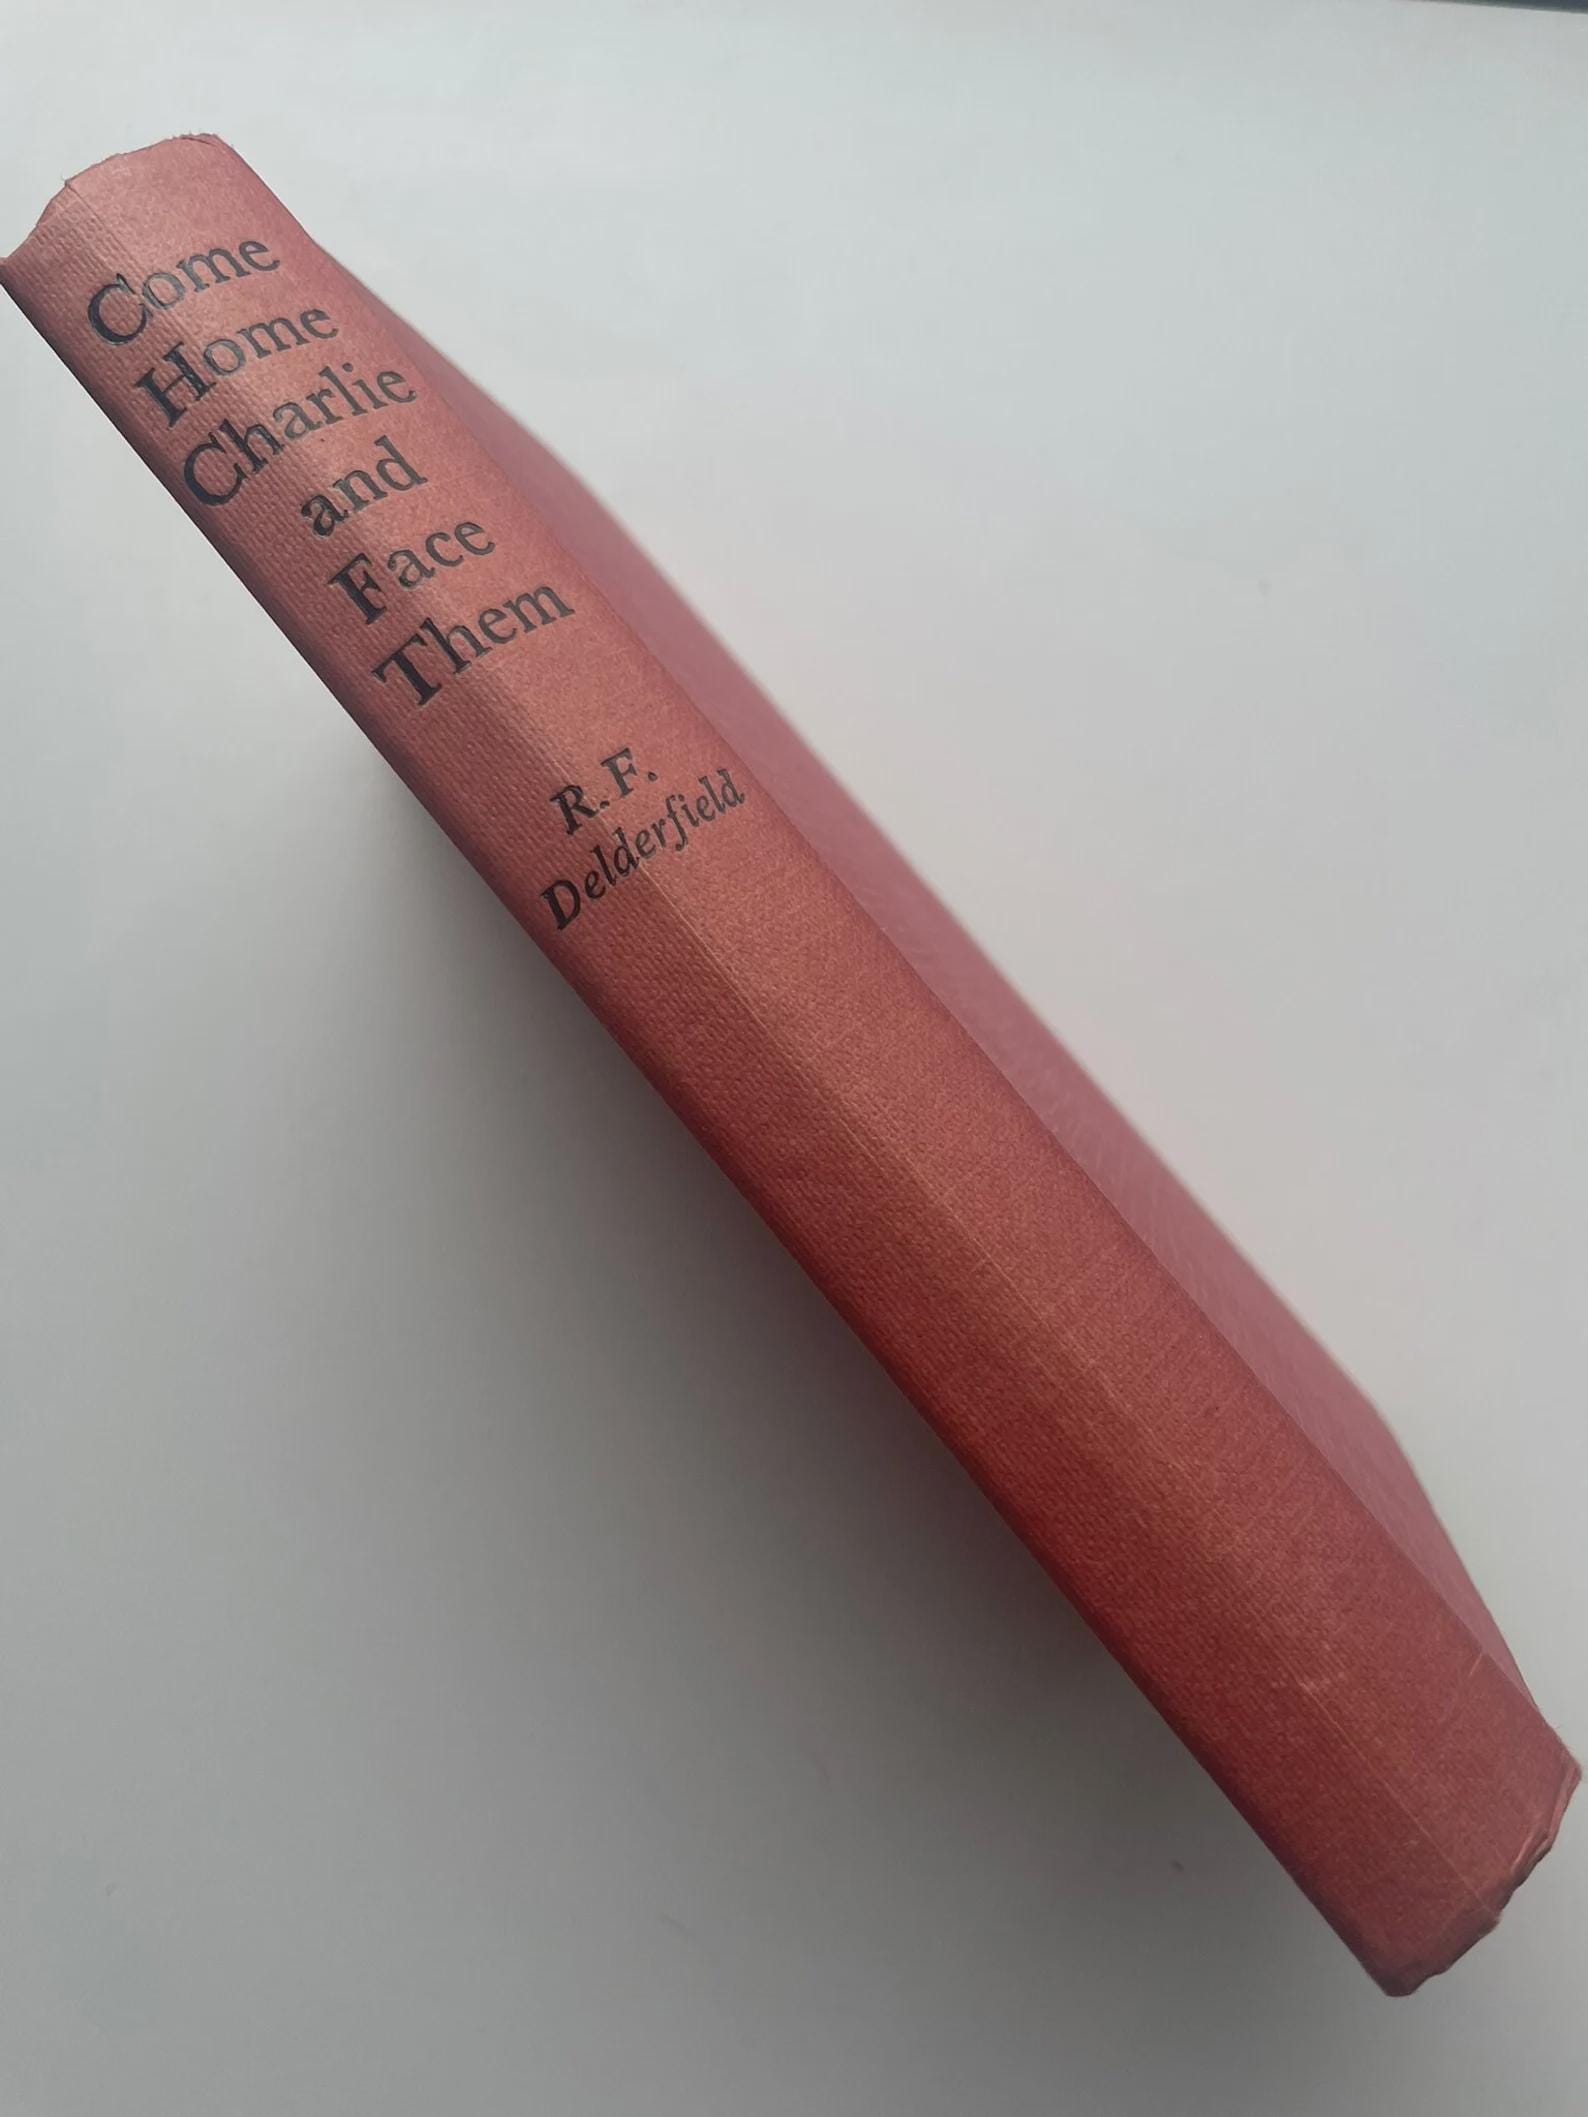 Come
Home
Charlie
and
Face
Them
R.F.
Delderfield